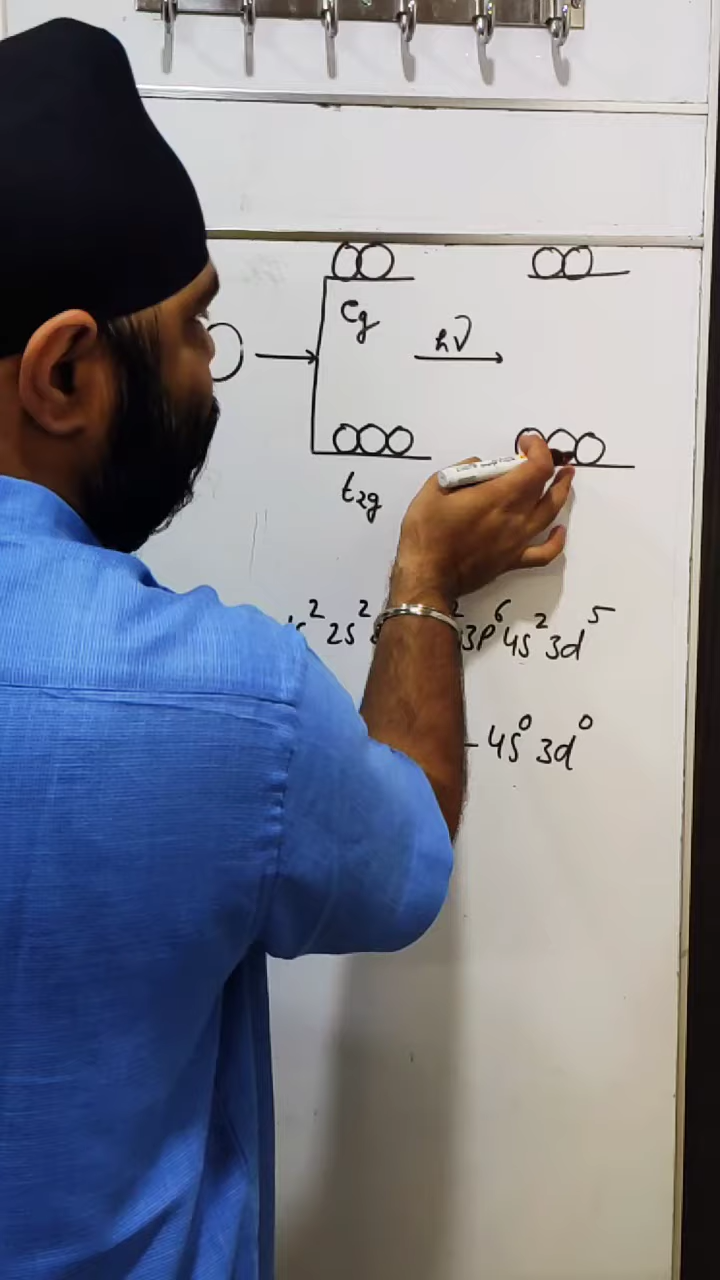 eg
hν
t₂g
2s² 3p⁶ 4s² 3d⁵
4s⁰ 3d⁰